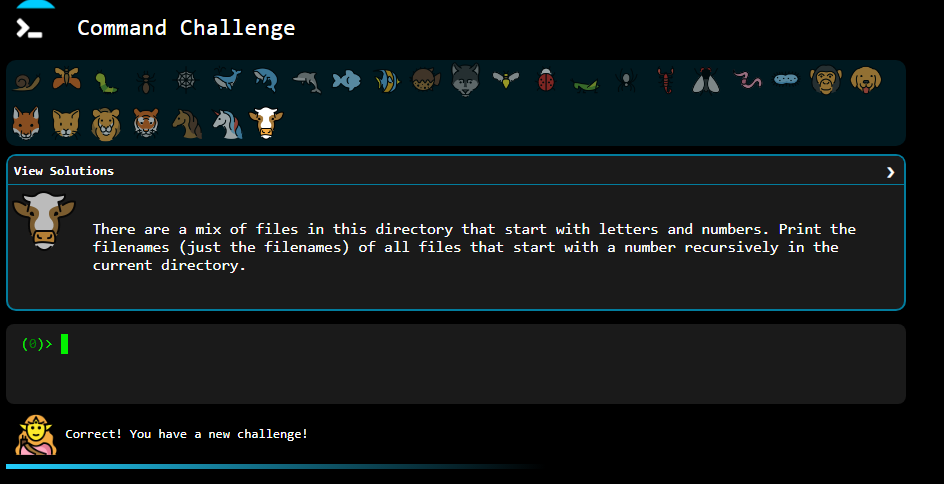 Command Challenge
View Solutions
There are a mix of files in this directory that start with letters and numbers. Print the
filenames (just the filenames) of all files that start with a number recursively in the
current directory.
(0)>
Correct! You have a new challenge!